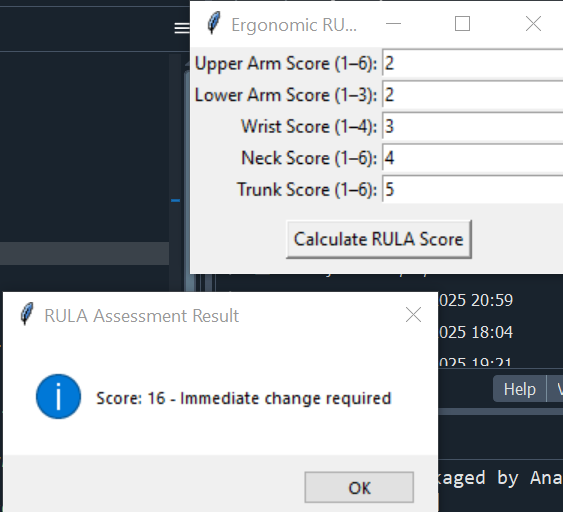 Ergonomic RU...
Upper Arm Score (1–6): 2
Lower Arm Score (1–3): 2
Wrist Score (1–4): 3
Neck Score (1–6): 4
Trunk Score (1–6): 5
Calculate RULA Score
025 20:59
025 18:04
025 19:21
RULA Assessment Result
Score: 16 - Immediate change required
OK
Help
kaged by Ana